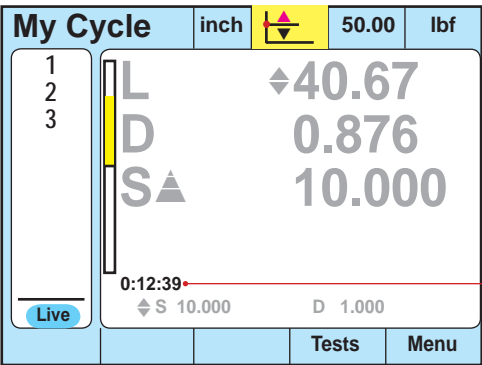 My Cycle inch 50.00 lbf
1
2
3
L 40.67
D 0.876
S 10.000
0:12:39
S 10.000 D 1.000
Live
Tests Menu